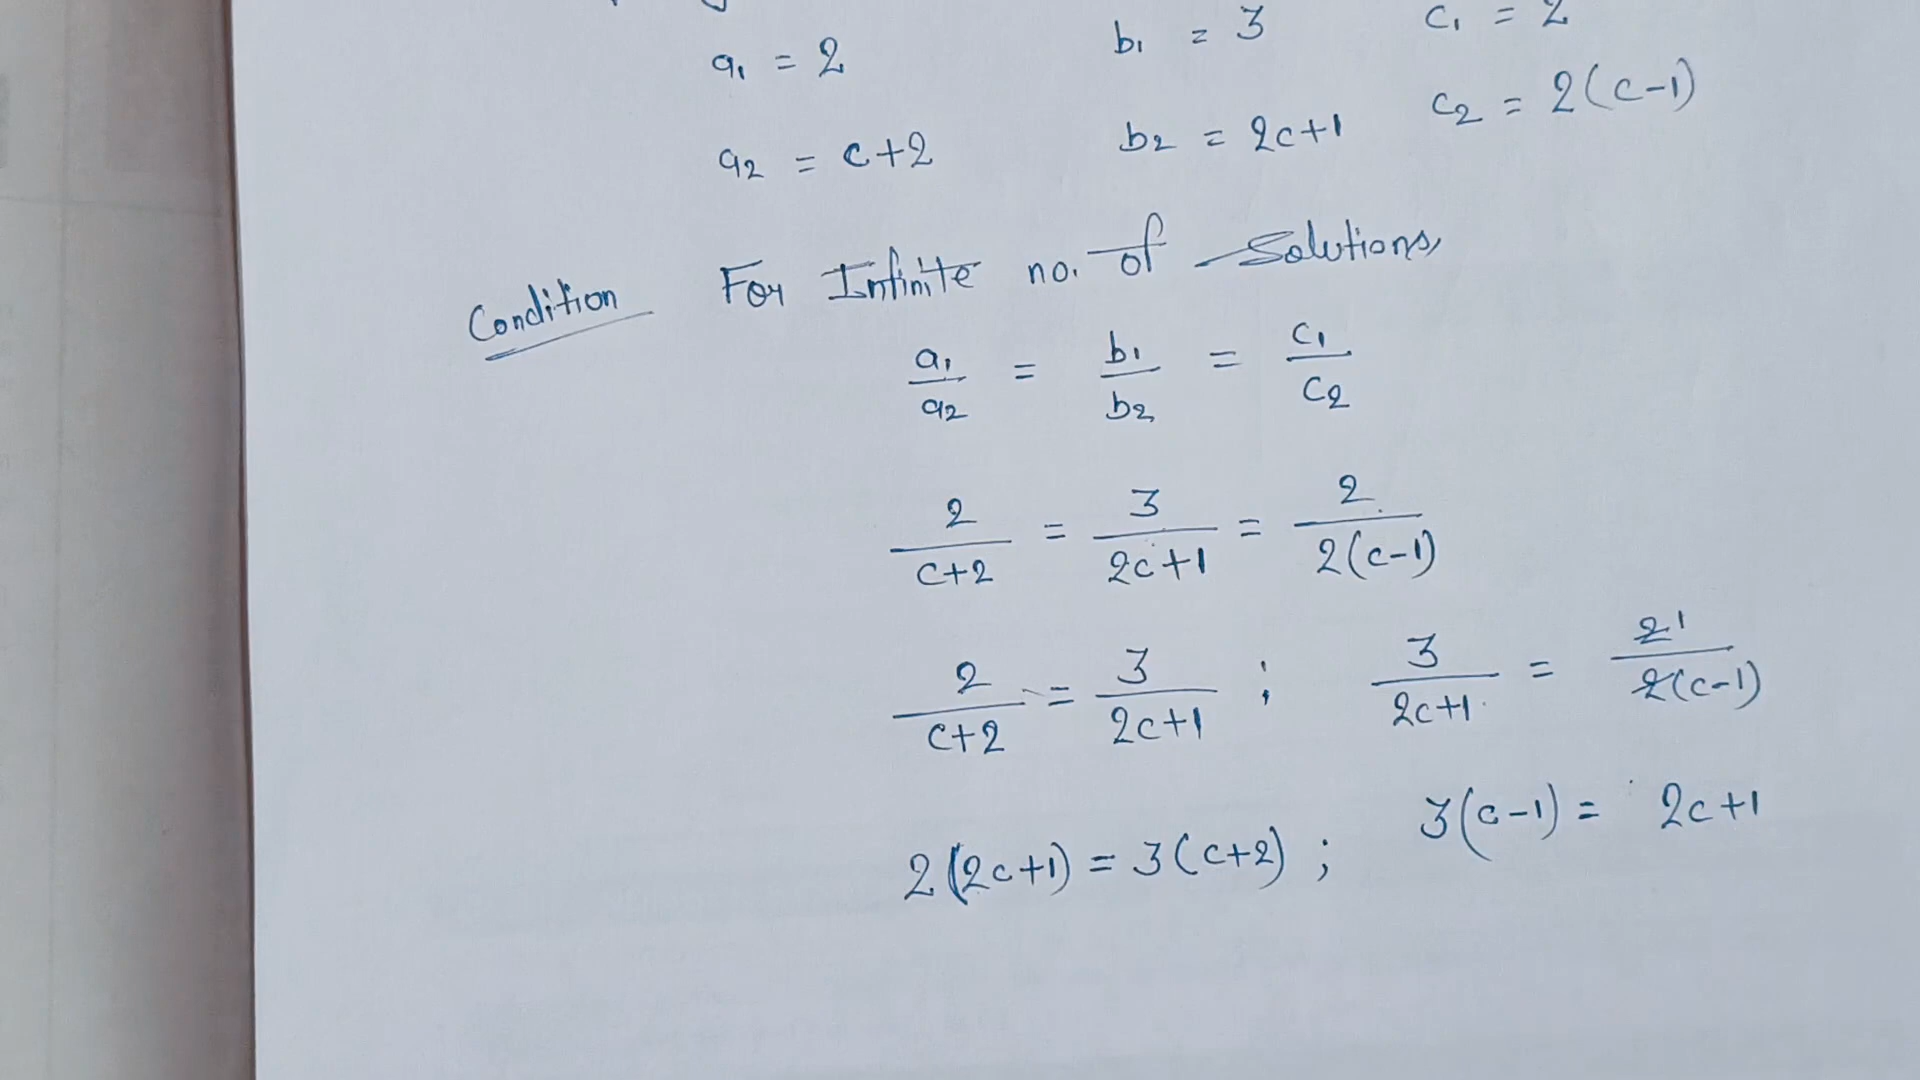 a₁ = 2 b₁ = 3 c₁ = 2
a₂ = c+2 b₂ = 2c+1 c₂ = 2(c-1)
Condition For Infinite no. of Solutions,
a₁/a₂ = b₁/b₂ = c₁/c₂
2/(c+2) = 3/(2c+1) = 2/(2(c-1))
2/(c+2) = 3/(2c+1) ; 3/(2c+1) = 2 1/(2(c-1))
2(2c+1) = 3(c+2) ; 3(c-1) = 2c+1